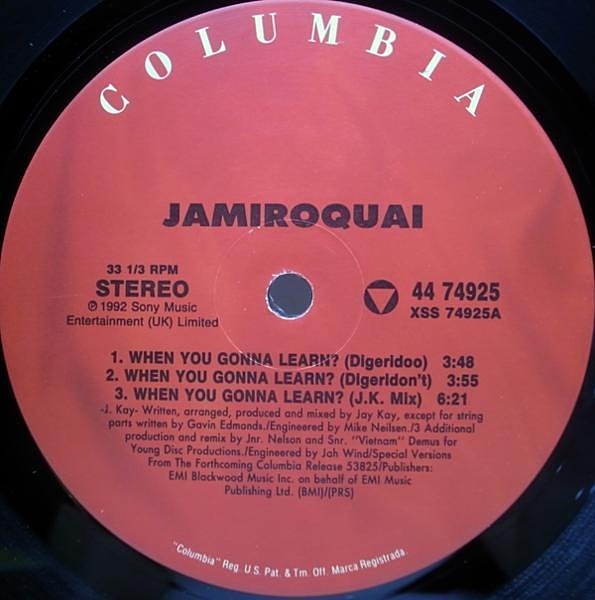 COLUMBIA
JAMIROQUAI
33 1/3 RPM
STEREO
℗ 1992 Sony Music
Entertainment (UK) Limited
44 74925
XSS 74925A
1. WHEN YOU GONNA LEARN? (Digeridoo) 3:48
2. WHEN YOU GONNA LEARN? (Digeridon't) 3:55
3. WHEN YOU GONNA LEARN? (J.K. Mix) 6:21
-J. Kay- Written, arranged, produced and mixed by Jay Kay, except for string
parts written by Gavin Edmonds./Engineered by Mike Neilsen./3 Additional
production and remix by Jnr. Nelson and Snr. "Vietnam" Demus for
Young Disc Productions./Engineered by Jah Wind/Special Versions
From The Forthcoming Columbia Release 53825/Publishers:
EMI Blackwood Music Inc. on behalf of EMI Music
Publishing Ltd. (BMI)/(PRS)
"Columbia" Reg. U.S. Pat. & Tm. Off. Marca Registrada.